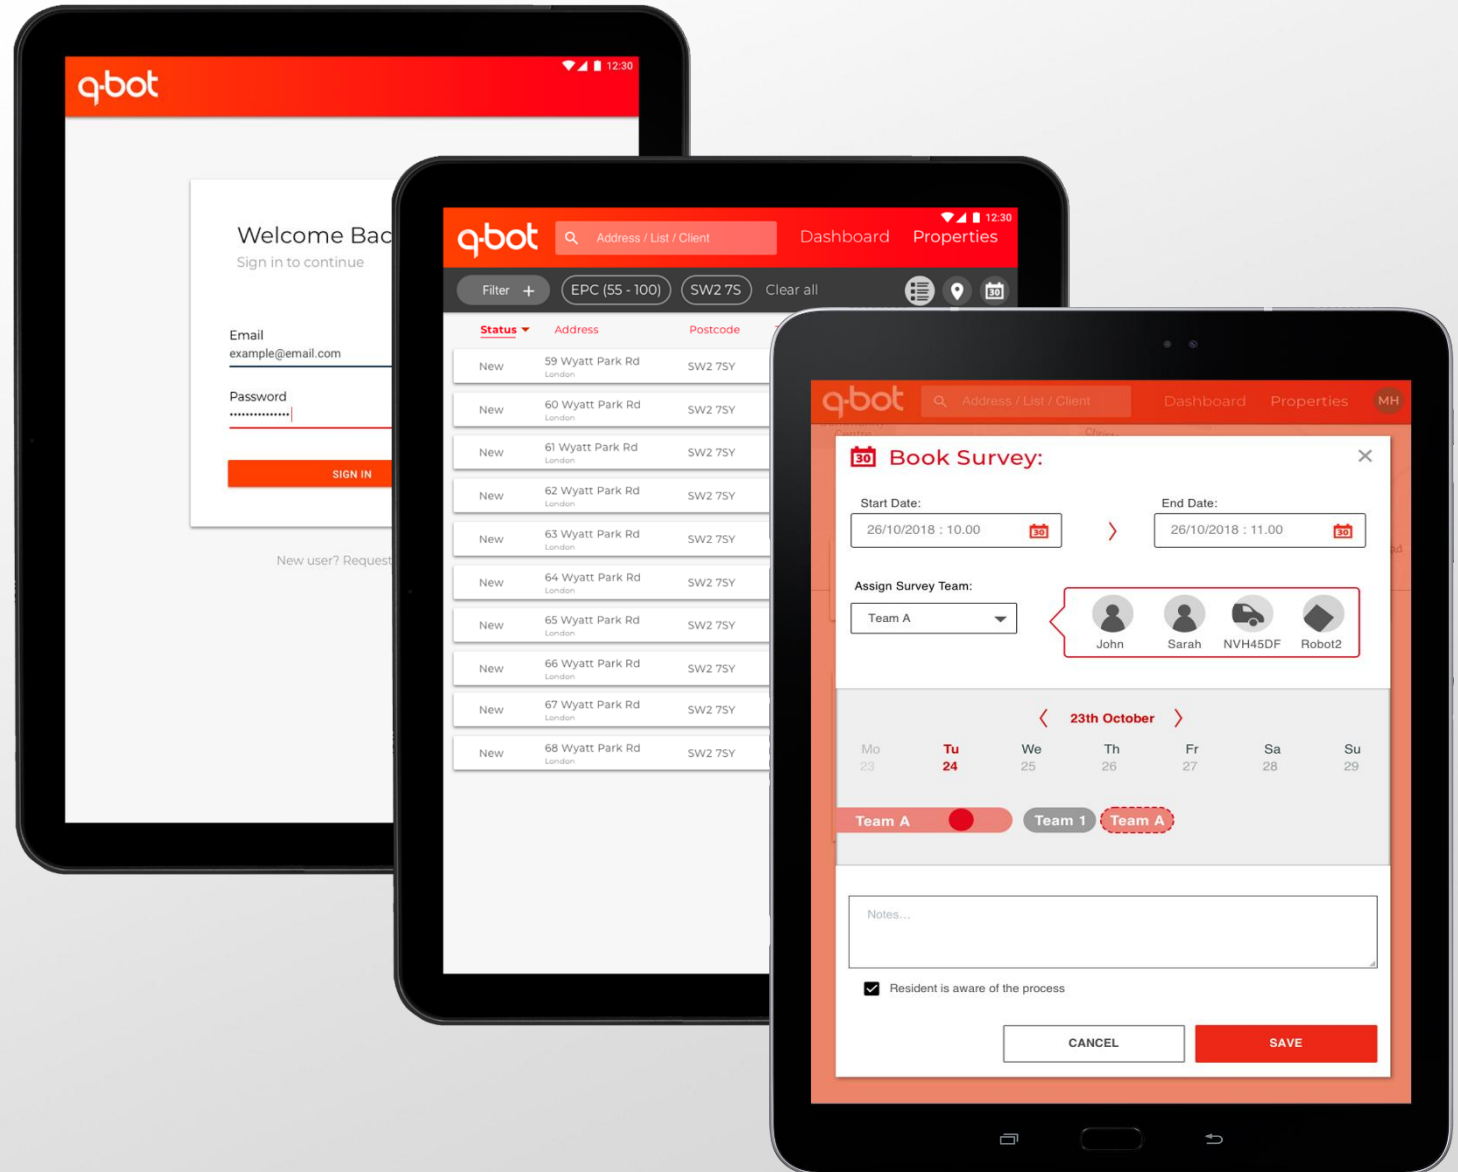 q-bot
12:30
Welcome Bac
Sign in to continue
Email
example@email.com
Password
SIGN IN
New user? Request
q-bot
Address / List / Client
Dashboard
Properties
12:30
Filter +
EPC (55 - 100)
SW2 7S
Clear all
30
Status
Address
Postcode
New
59 Wyatt Park Rd
London
SW2 7SY
New
60 Wyatt Park Rd
London
SW2 7SY
New
61 Wyatt Park Rd
London
SW2 7SY
New
62 Wyatt Park Rd
London
SW2 7SY
New
63 Wyatt Park Rd
London
SW2 7SY
New
64 Wyatt Park Rd
London
SW2 7SY
New
65 Wyatt Park Rd
London
SW2 7SY
New
66 Wyatt Park Rd
London
SW2 7SY
New
67 Wyatt Park Rd
London
SW2 7SY
New
68 Wyatt Park Rd
London
SW2 7SY
q-bot
Address / List / Client
Dashboard
Properties
MH
Centre
30
Book Survey:
Start Date:
26/10/2018 : 10.00
30
End Date:
26/10/2018 : 11.00
30
Assign Survey Team:
Team A
John
Sarah
NVH45DF
Robot2
23th October
Mo Tu We Th Fr Sa Su
23 24 25 26 27 28 29
Team A
Team 1
Team A
Notes...
Resident is aware of the process
CANCEL
SAVE